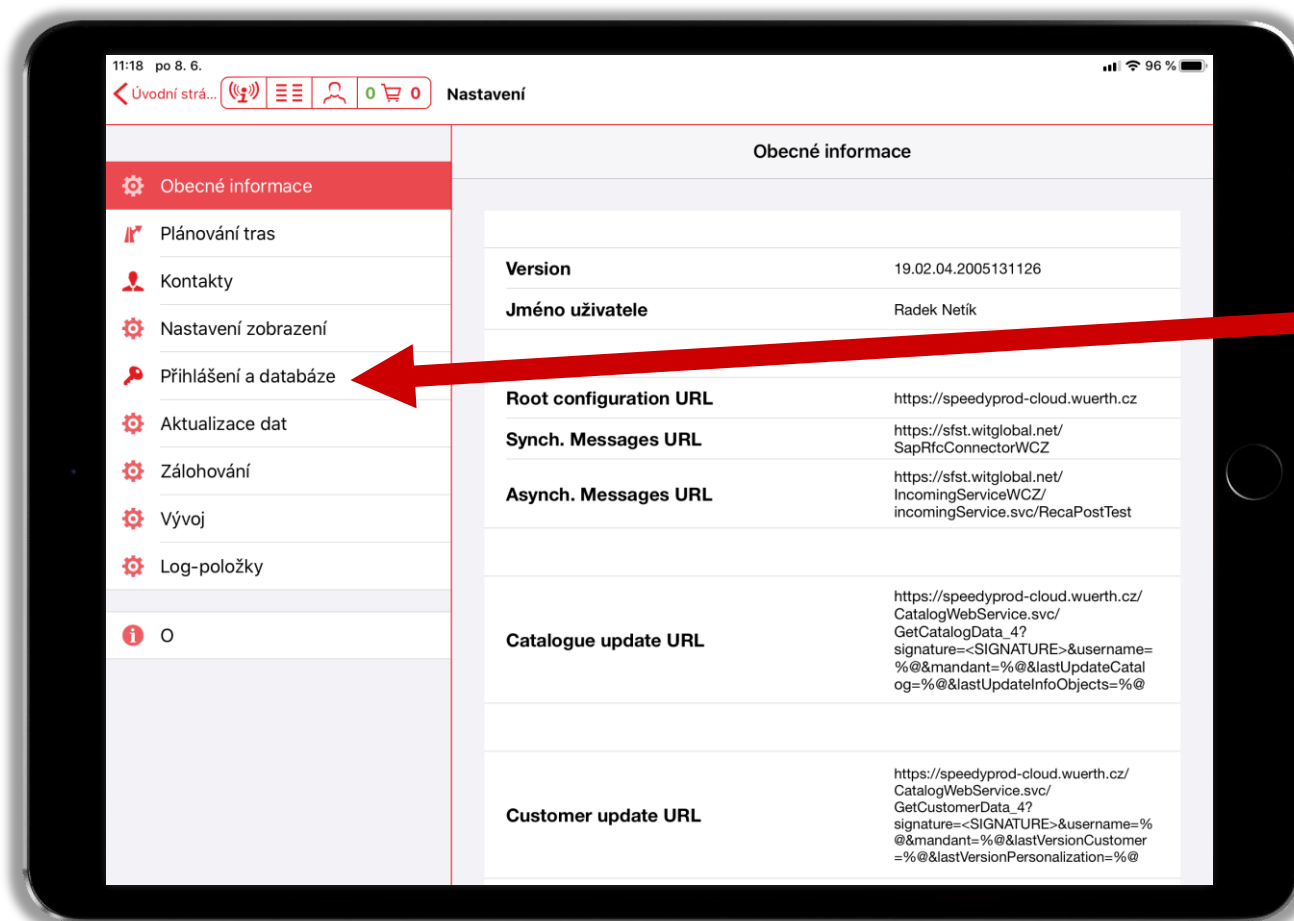 11:18 po 8. 6.
96 %
Úvodní strá...
0 0
Nastavení
Obecné informace
Obecné informace
Plánování tras
Kontakty
Nastavení zobrazení
Přihlášení a databáze
Aktualizace dat
Zálohování
Vývoj
Log-položky
O
Version 19.02.04.2005131126
Jméno uživatele Radek Netík
Root configuration URL https://speedyprod-cloud.wuerth.cz
Synch. Messages URL
https://sfst.witglobal.net/
SapRfcConnectorWCZ
Asynch. Messages URL
https://sfst.witglobal.net/
IncomingServiceWCZ/
incomingService.svc/RecaPostTest
Catalogue update URL
https://speedyprod-cloud.wuerth.cz/
CatalogWebService.svc/
GetCatalogData_4?
signature=<SIGNATURE>&username=
%@&mandant=%@&lastUpdateCatal
og=%@&lastUpdateInfoObjects=%@
Customer update URL
https://speedyprod-cloud.wuerth.cz/
CatalogWebService.svc/
GetCustomerData_4?
signature=<SIGNATURE>&username=%
@&mandant=%@&lastVersionCustomer
=%@&lastVersionPersonalization=%@